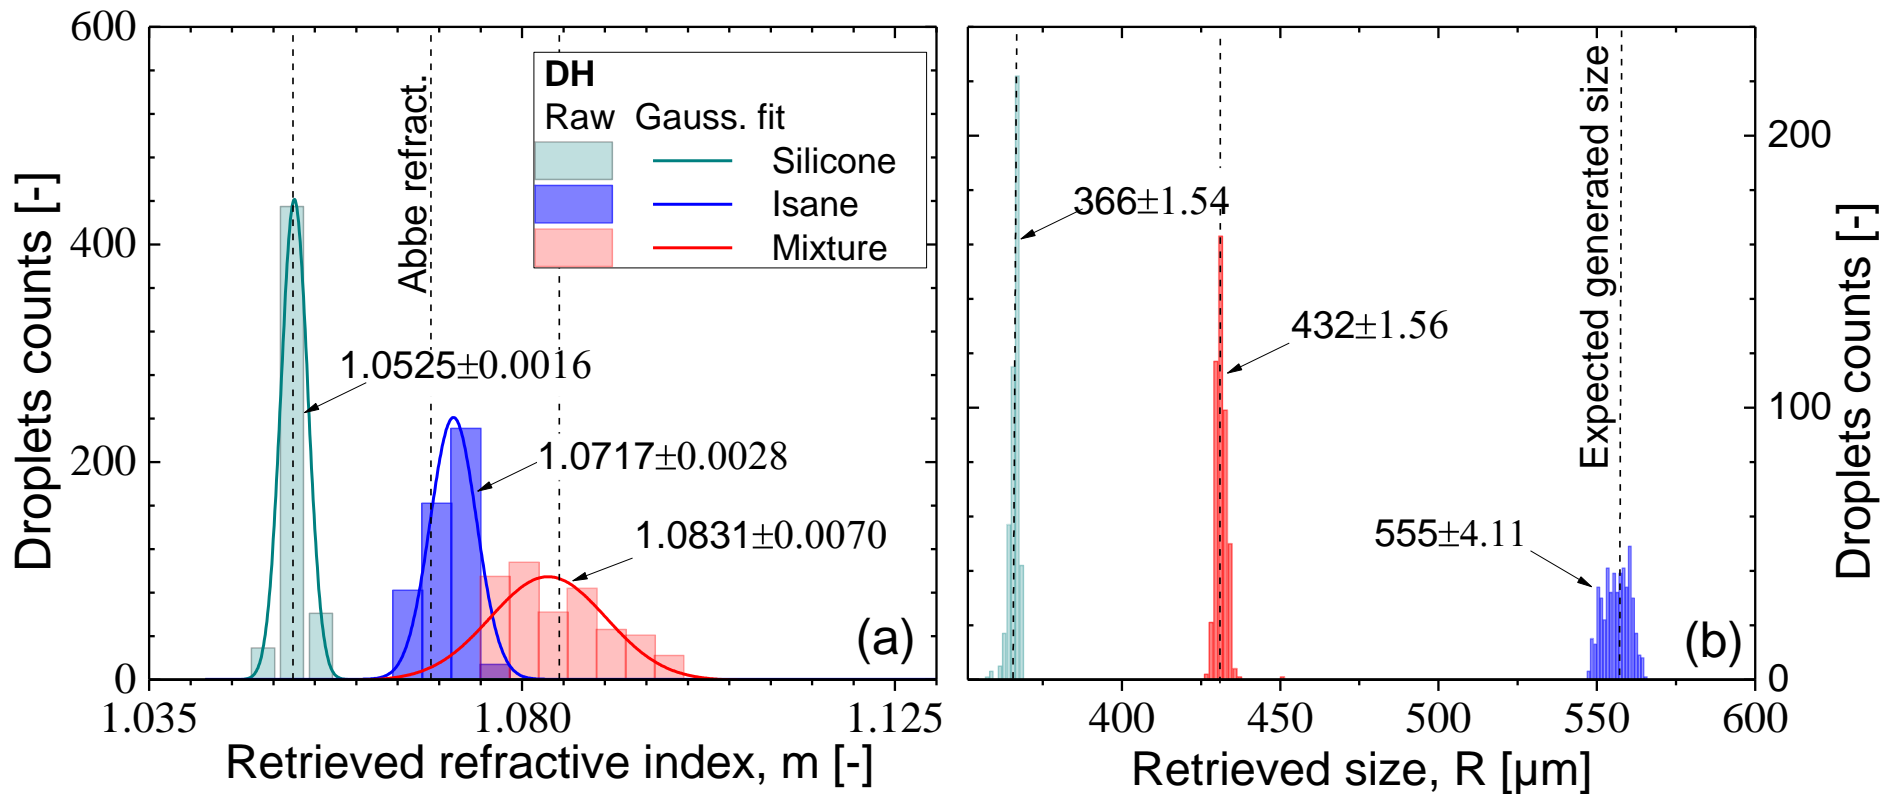 600
400
200
0
1.035
1.080
1.125
Droplets counts [-]
Retrieved refractive index, m [-]
Abbe refract.
DH
Raw Gauss. fit
Silicone
Isane
Mixture
1.0525±0.0016
1.0717±0.0028
1.0831±0.0070
(a)
366±1.54
432±1.56
555±4.11
Expected generated size
(b)
200
100
0
400
450
500
550
600
Retrieved size, R [µm]
Droplets counts [-]